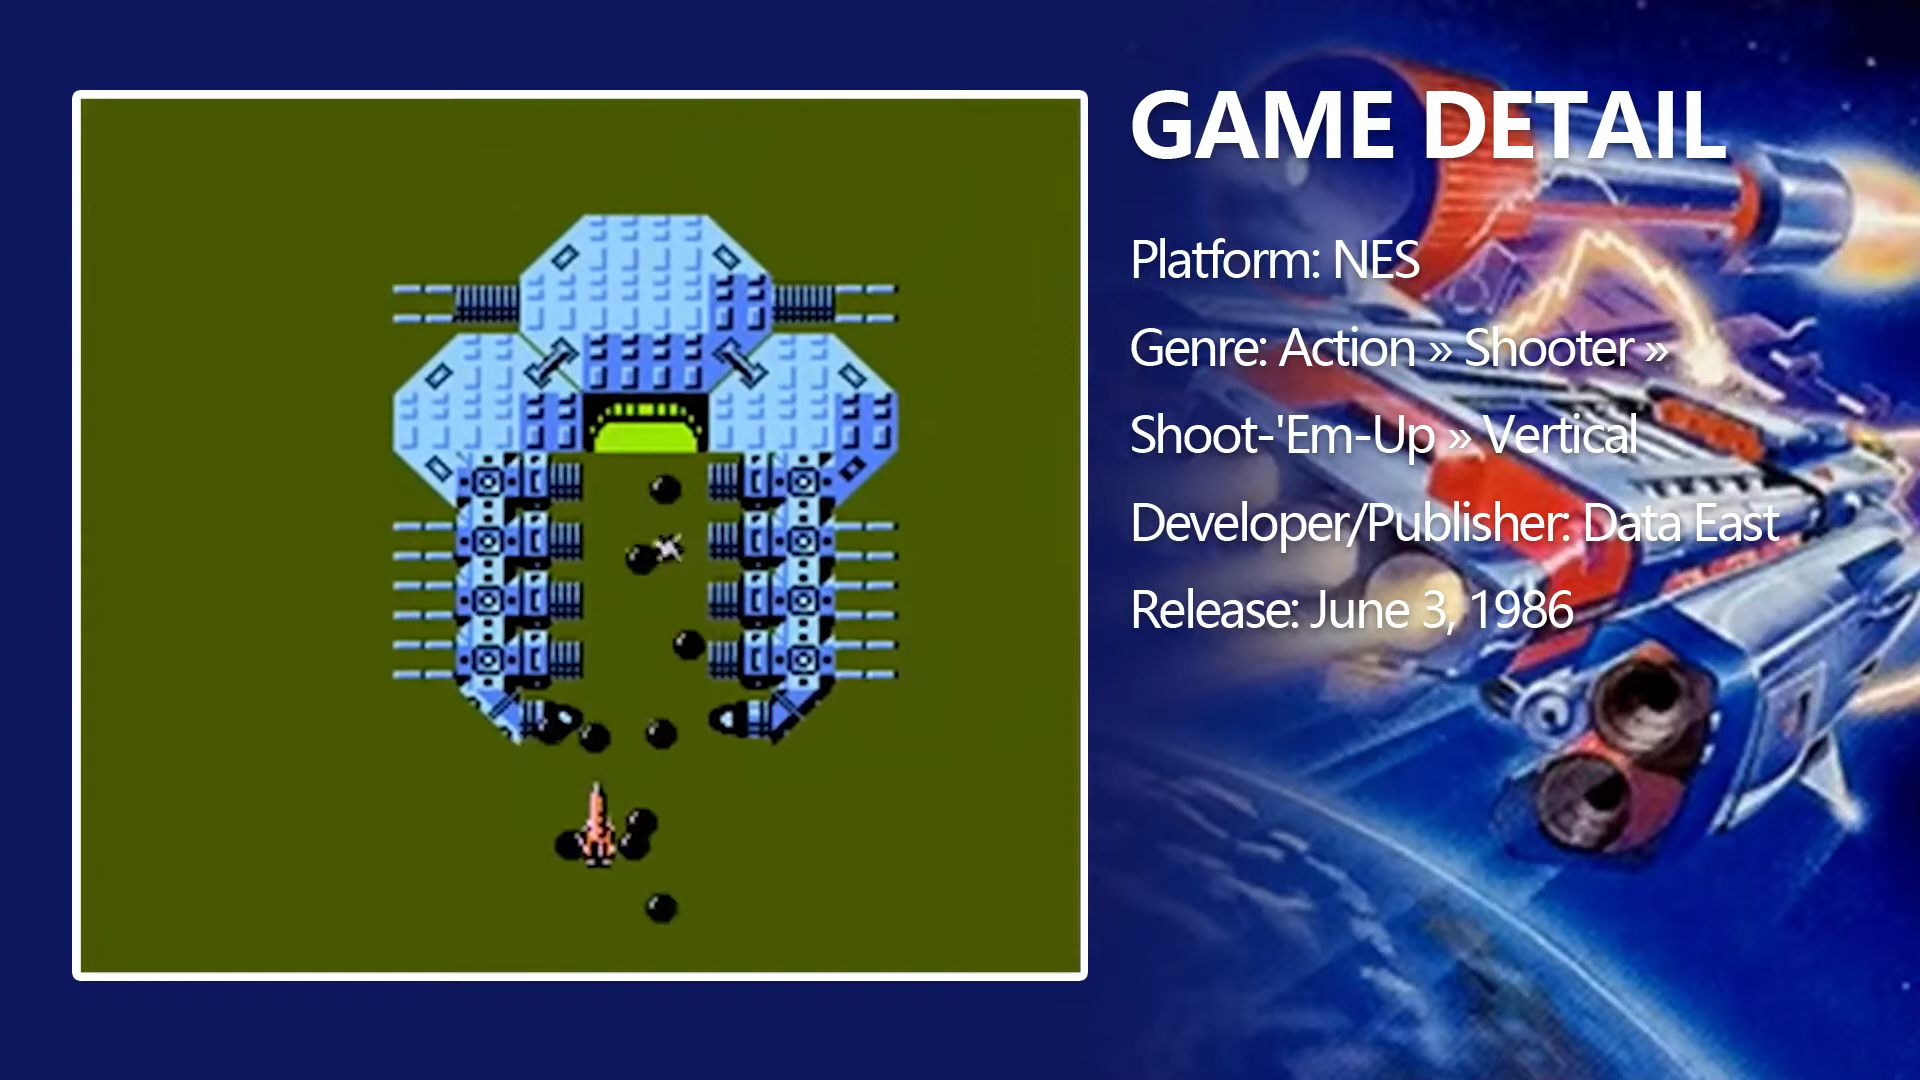 GAME DETAIL
Platform: NES
Genre: Action » Shooter »
Shoot-'Em-Up » Vertical
Developer/Publisher: Data East
Release: June 3, 1986